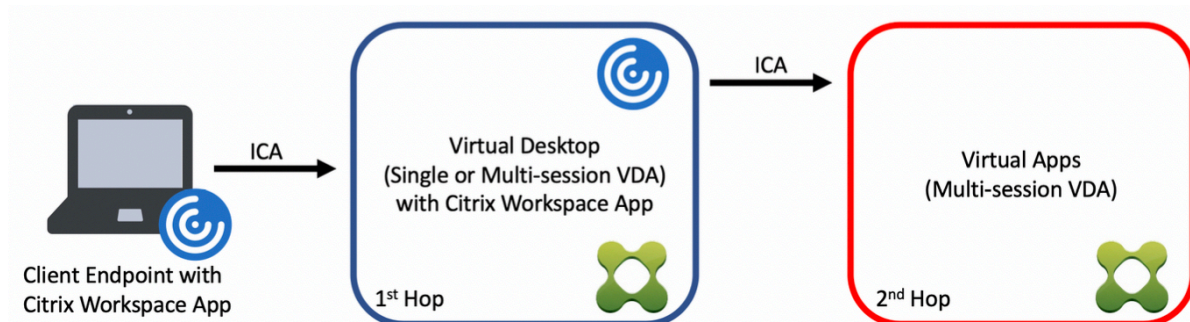 ICA
Client Endpoint with
Citrix Workspace App
Virtual Desktop
(Single or Multi-session VDA)
with Citrix Workspace App
1st Hop
ICA
Virtual Apps
(Multi-session VDA)
2nd Hop